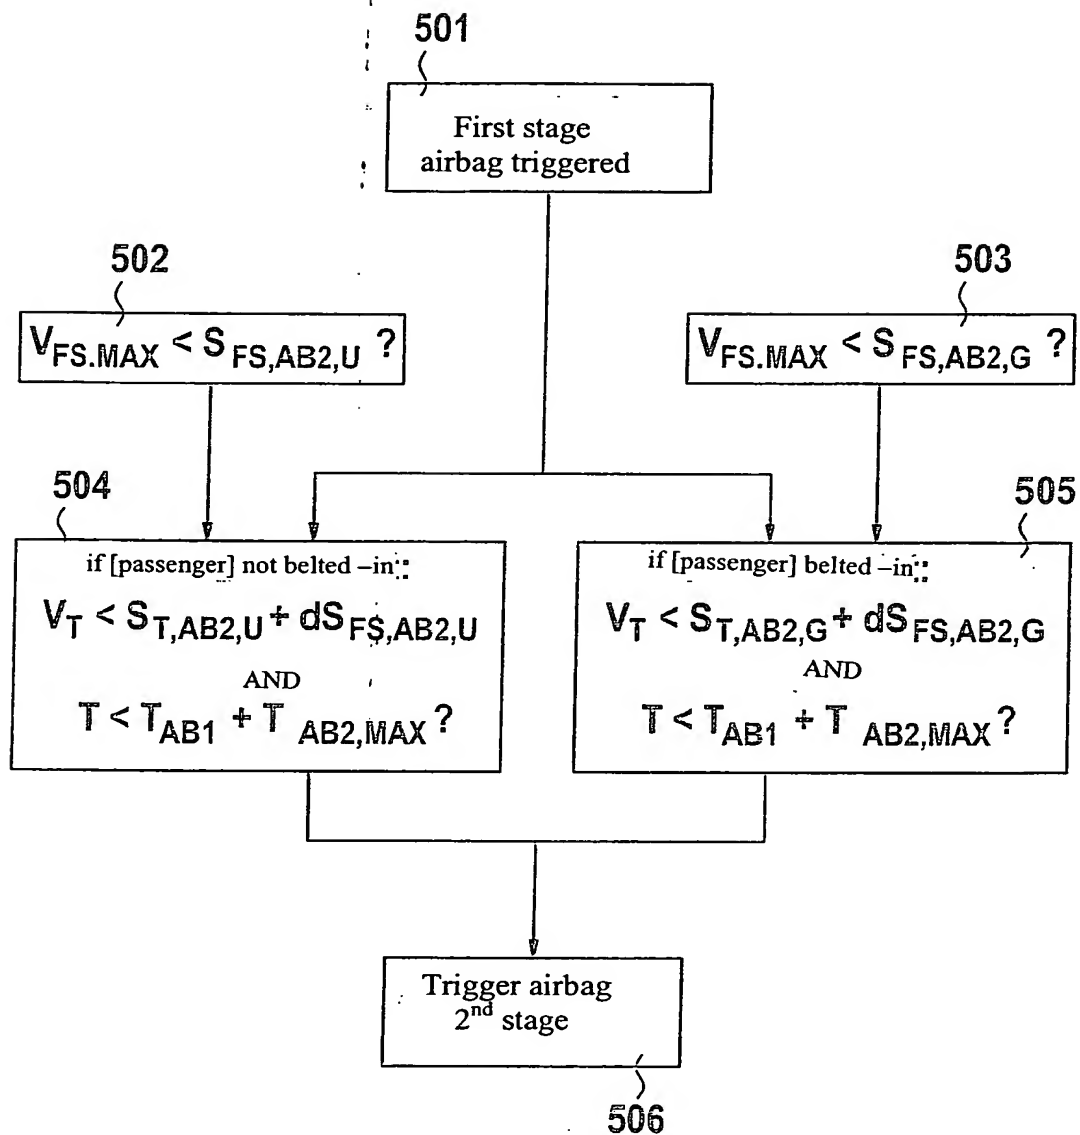 501
First stage
airbag triggered
502
503
V_FS.MAX < S_FS,AB2,U ?
V_FS.MAX < S_FS,AB2,G ?
504
505
if [passenger] not belted –in:
V_T < S_T,AB2,U + dS_F$,AB2,U
AND
T < T_AB1 + T_AB2,MAX ?
if [passenger] belted –in:
V_T < S_T,AB2,G + dS_FS,AB2,G
AND
T < T_AB1 + T_AB2,MAX ?
Trigger airbag
2nd stage
506